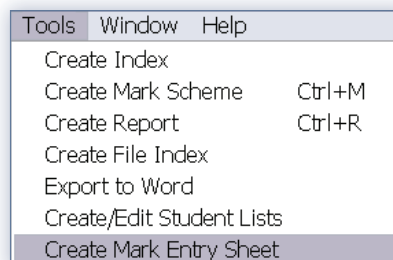 Tools Window Help
Create Index
Create Mark Scheme Ctrl+M
Create Report Ctrl+R
Create File Index
Export to Word
Create/Edit Student Lists
Create Mark Entry Sheet